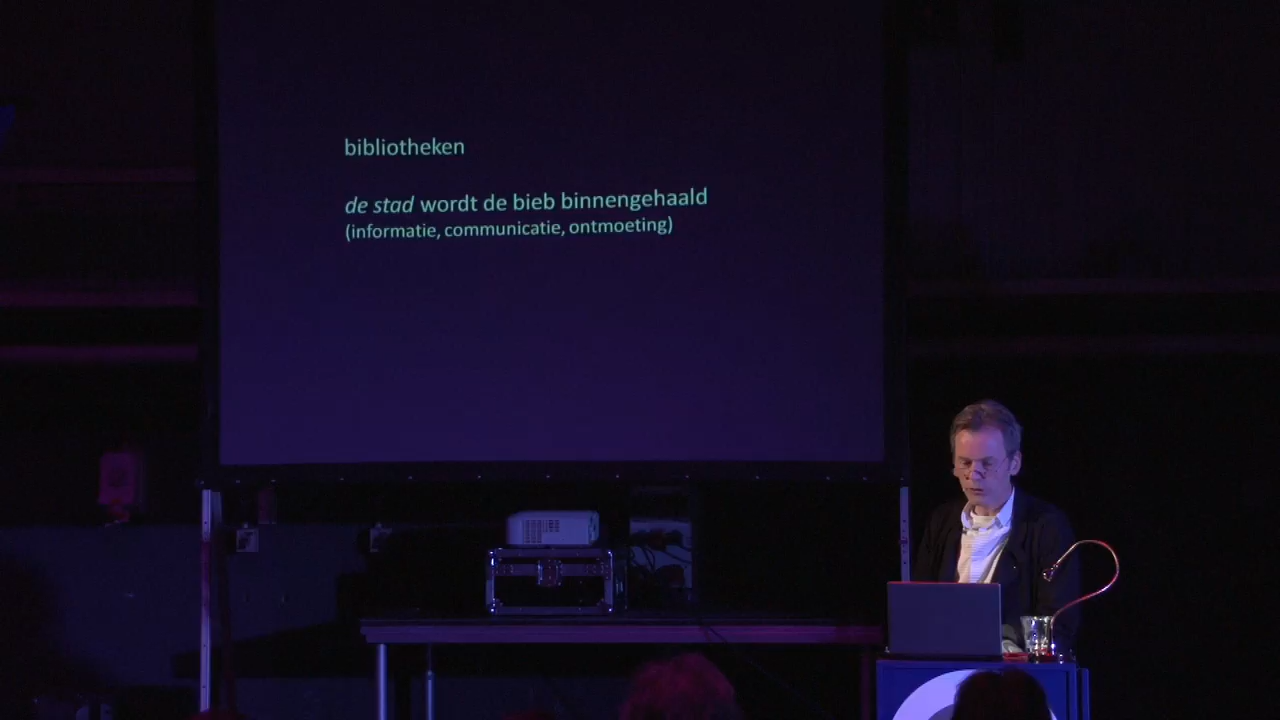 bibliotheken
de stad wordt de bieb binnengehaald
(informatie, communicatie, ontmoeting)